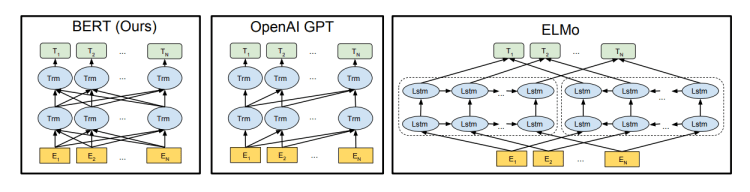 BERT (Ours)
T1 T2 ... TN
Trm Trm ... Trm
Trm Trm ... Trm
E1 E2 ... EN
OpenAI GPT
T1 T2 ... TN
Trm Trm ... Trm
Trm Trm ... Trm
E1 E2 ... EN
ELMo
T1 T2 ... TN
Lstm Lstm ... Lstm Lstm Lstm ... Lstm
Lstm Lstm ... Lstm Lstm Lstm ... Lstm
E1 E2 ... EN